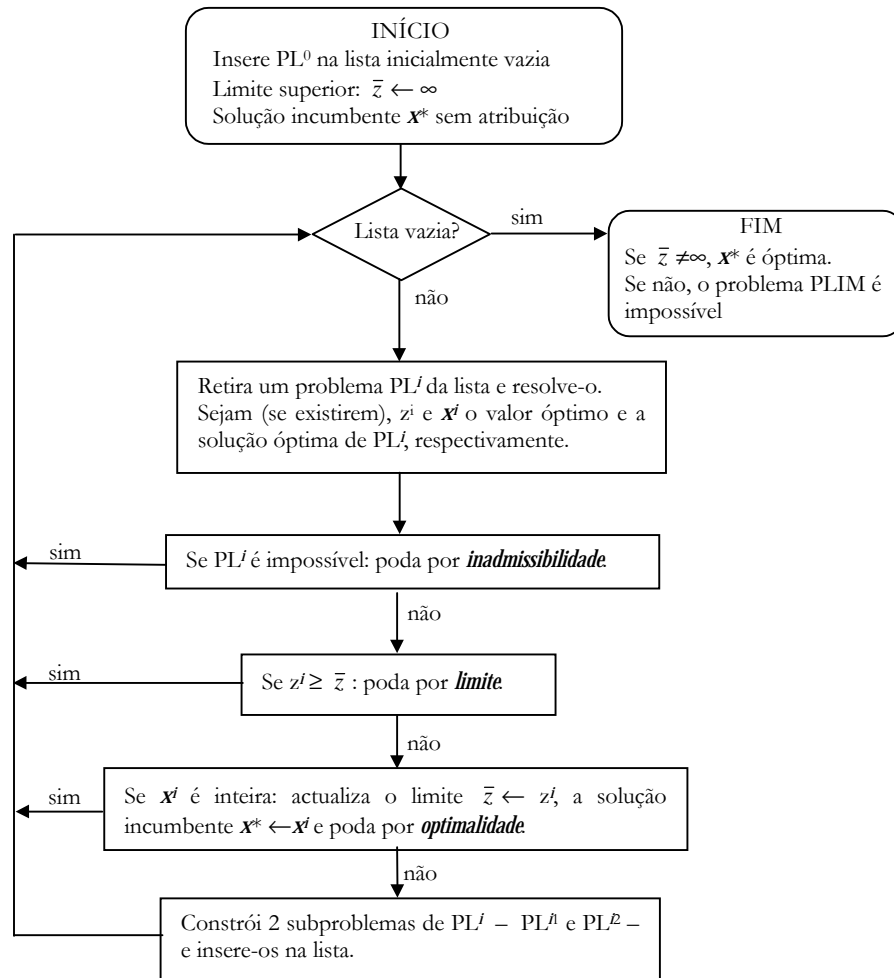 INÍCIO
Insere PL⁰ na lista inicialmente vazia
Limite superior: z̅ ← ∞
Solução incumbente x* sem atribuição
Lista vazia?
sim
FIM
Se z̅ ≠∞, x* é óptima.
Se não, o problema PLIM é
impossível
não
Retira um problema PLⁱ da lista e resolve-o.
Sejam (se existirem), zⁱ e xⁱ o valor óptimo e a
solução óptima de PLⁱ, respectivamente.
sim
Se PLⁱ é impossível: poda por inadmissibilidade.
não
sim
Se zⁱ ≥ z̅ : poda por limite.
não
sim
Se xⁱ é inteira: actualiza o limite z̅ ← zⁱ, a solução
incumbente x* ←xⁱ e poda por optimalidade.
não
Constrói 2 subproblemas de PLⁱ – PLⁱ¹ e PLⁱ² –
e insere-os na lista.